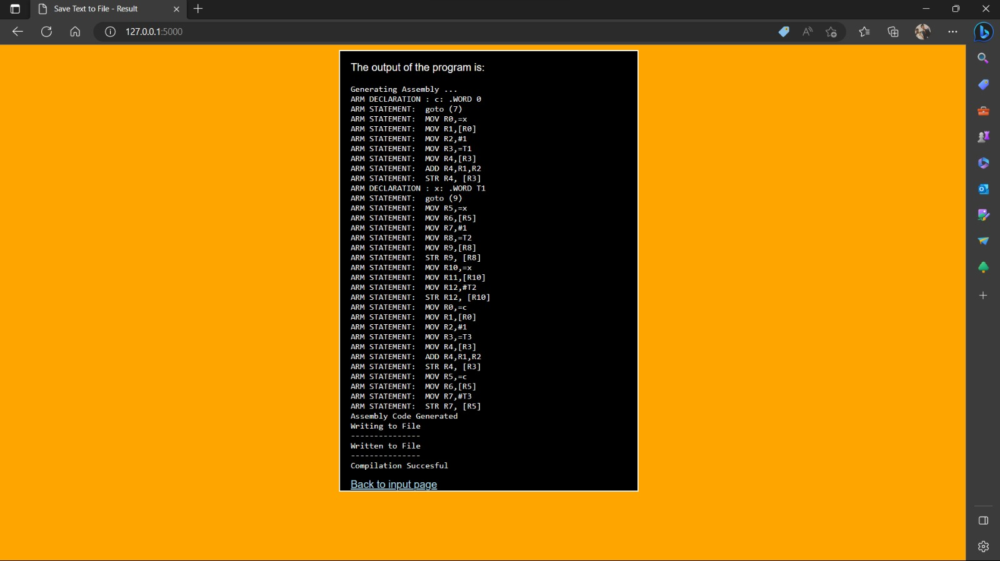 Save Text to File - Result
127.0.0.1:5000
The output of the program is:
Generating Assembly ...
ARM DECLARATION : c: .WORD 0
ARM STATEMENT:  goto (7)
ARM STATEMENT:  MOV R0,=x
ARM STATEMENT:  MOV R1,[R0]
ARM STATEMENT:  MOV R2,#1
ARM STATEMENT:  MOV R3,=T1
ARM STATEMENT:  MOV R4,[R3]
ARM STATEMENT:  ADD R4,R1,R2
ARM STATEMENT:  STR R4, [R3]
ARM DECLARATION : x: .WORD T1
ARM STATEMENT:  goto (9)
ARM STATEMENT:  MOV R5,=x
ARM STATEMENT:  MOV R6,[R5]
ARM STATEMENT:  MOV R7,#1
ARM STATEMENT:  MOV R8,=T2
ARM STATEMENT:  MOV R9,[R8]
ARM STATEMENT:  STR R9, [R8]
ARM STATEMENT:  MOV R10,=x
ARM STATEMENT:  MOV R11,[R10]
ARM STATEMENT:  MOV R12,#T2
ARM STATEMENT:  STR R12, [R10]
ARM STATEMENT:  MOV R0,=c
ARM STATEMENT:  MOV R1,[R0]
ARM STATEMENT:  MOV R2,#1
ARM STATEMENT:  MOV R3,=T3
ARM STATEMENT:  MOV R4,[R3]
ARM STATEMENT:  ADD R4,R1,R2
ARM STATEMENT:  STR R4, [R3]
ARM STATEMENT:  MOV R5,=c
ARM STATEMENT:  MOV R6,[R5]
ARM STATEMENT:  MOV R7,#T3
ARM STATEMENT:  STR R7, [R5]
Assembly Code Generated
Writing to File
---------------
Written to File
---------------
Compilation Succesful
Back to input page